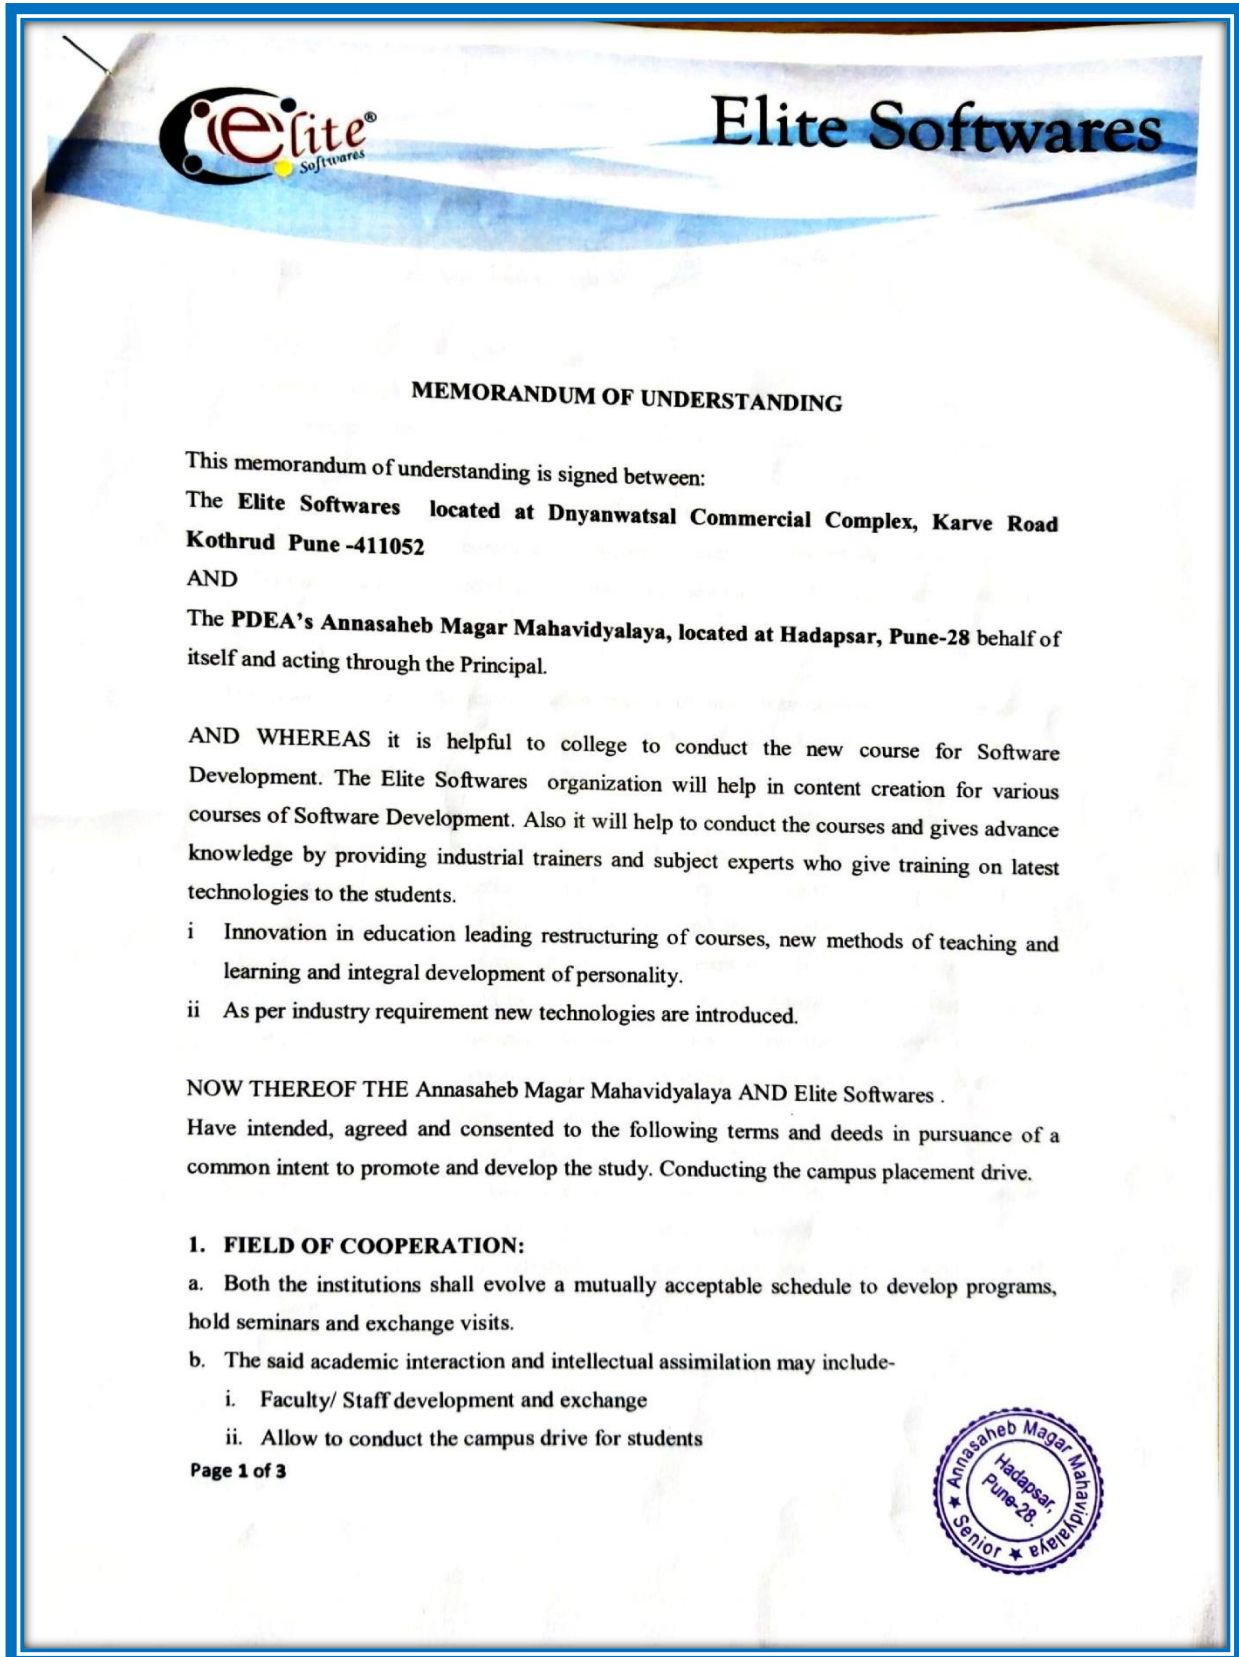 elite®
Softwares
Elite Softwares
MEMORANDUM OF UNDERSTANDING
This memorandum of understanding is signed between:
The Elite Softwares located at Dnyanwatsal Commercial Complex, Karve Road
Kothrud Pune -411052
AND
The PDEA's Annasaheb Magar Mahavidyalaya, located at Hadapsar, Pune-28 behalf of
itself and acting through the Principal.
AND WHEREAS it is helpful to college to conduct the new course for Software
Development. The Elite Softwares organization will help in content creation for various
courses of Software Development. Also it will help to conduct the courses and gives advance
knowledge by providing industrial trainers and subject experts who give training on latest
technologies to the students.
i Innovation in education leading restructuring of courses, new methods of teaching and
learning and integral development of personality.
ii As per industry requirement new technologies are introduced.
NOW THEREOF THE Annasaheb Magar Mahavidyalaya AND Elite Softwares .
Have intended, agreed and consented to the following terms and deeds in pursuance of a
common intent to promote and develop the study. Conducting the campus placement drive.
1. FIELD OF COOPERATION:
a. Both the institutions shall evolve a mutually acceptable schedule to develop programs,
hold seminars and exchange visits.
b. The said academic interaction and intellectual assimilation may include-
i. Faculty/ Staff development and exchange
ii. Allow to conduct the campus drive for students
Page 1 of 3
Annasaheb Magar Mahavidyalaya
★ Senior ★
Hadapsar,
Pune-28.